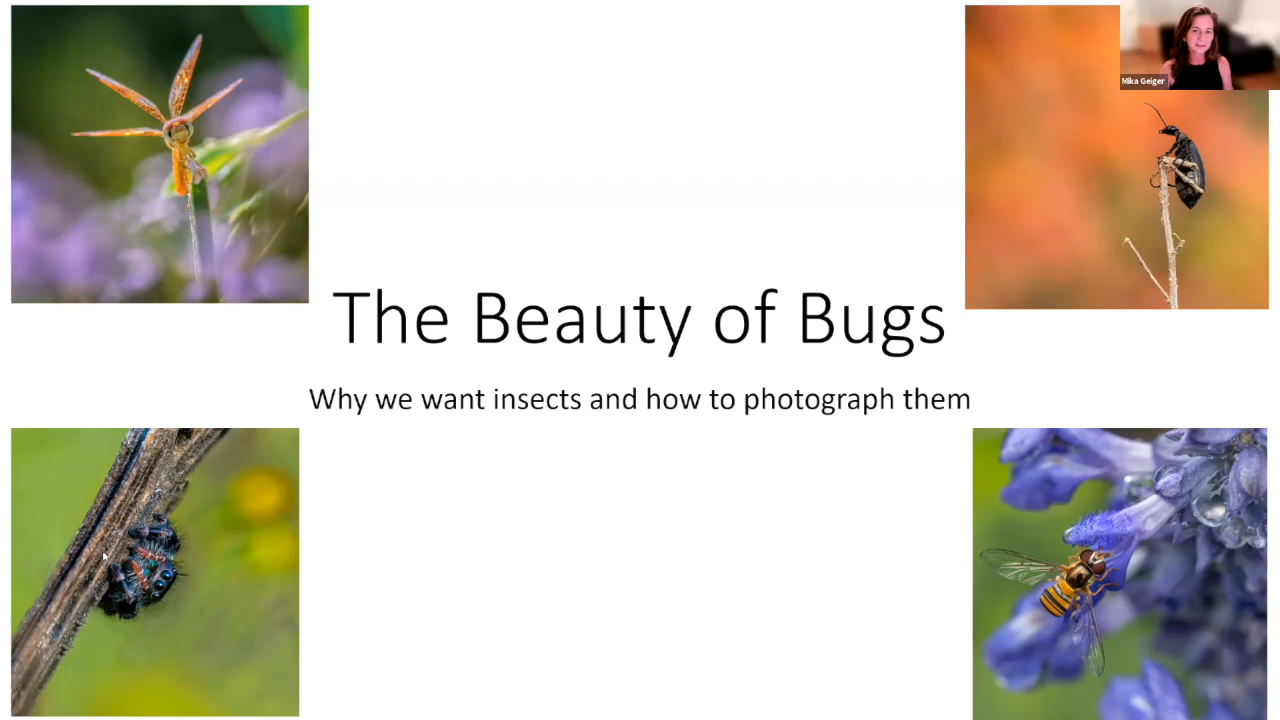 Mika Geiger
The Beauty of Bugs
Why we want insects and how to photograph them